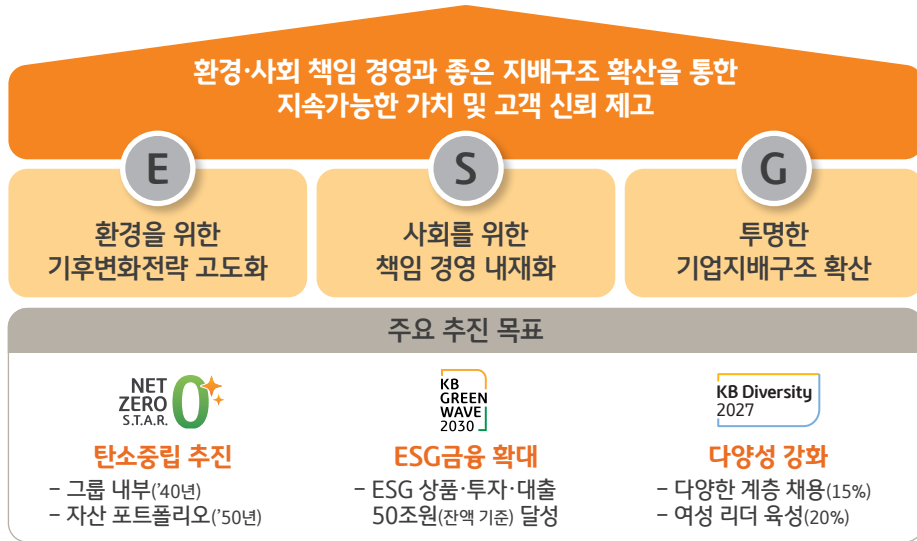 환경·사회 책임 경영과 좋은 지배구조 확산을 통한
지속가능한 가치 및 고객 신뢰 제고
E
환경을 위한
기후변화전략 고도화
S
사회를 위한
책임 경영 내재화
G
투명한
기업지배구조 확산
주요 추진 목표
NET
ZERO
S.T.A.R.
0
탄소중립 추진
– 그룹 내부('40년)
– 자산 포트폴리오('50년)
KB
GREEN
WAVE
2030
ESG금융 확대
– ESG 상품·투자·대출
50조원(잔액 기준) 달성
KB Diversity
2027
다양성 강화
– 다양한 계층 채용(15%)
– 여성 리더 육성(20%)